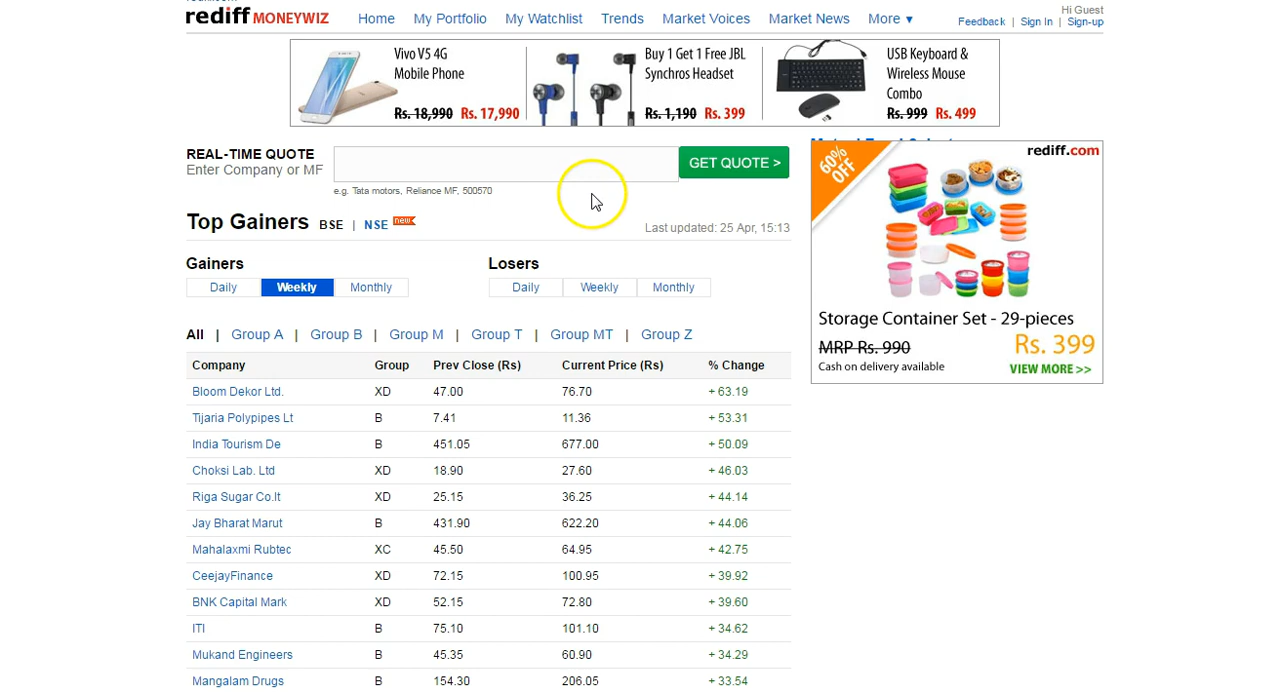 rediff MONEYWIZ
Home My Portfolio My Watchlist Trends Market Voices Market News More ▼
Hi Guest
Feedback | Sign In | Sign-up
Vivo V5 4G
Mobile Phone
Rs. 18,990 Rs. 17,990
Buy 1 Get 1 Free JBL
Synchros Headset
Rs. 1,190 Rs. 399
USB Keyboard &
Wireless Mouse
Combo
Rs. 999 Rs. 499
REAL-TIME QUOTE
Enter Company or MF
GET QUOTE >
e.g. Tata motors, Reliance MF, 500570
Top Gainers BSE | NSE new
Last updated: 25 Apr, 15:13
Gainers
Daily Weekly Monthly
Losers
Daily Weekly Monthly
All | Group A | Group B | Group M | Group T | Group MT | Group Z
Company Group Prev Close (Rs) Current Price (Rs) % Change
Bloom Dekor Ltd. XD 47.00 76.70 + 63.19
Tijaria Polypipes Lt B 7.41 11.36 + 53.31
India Tourism De B 451.05 677.00 + 50.09
Choksi Lab. Ltd XD 18.90 27.60 + 46.03
Riga Sugar Co.lt XD 25.15 36.25 + 44.14
Jay Bharat Marut B 431.90 622.20 + 44.06
Mahalaxmi Rubtec XC 45.50 64.95 + 42.75
CeejayFinance XD 72.15 100.95 + 39.92
BNK Capital Mark XD 52.15 72.80 + 39.60
ITI B 75.10 101.10 + 34.62
Mukand Engineers B 45.35 60.90 + 34.29
Mangalam Drugs B 154.30 206.05 + 33.54
60%
OFF
rediff.com
Storage Container Set - 29-pieces
MRP Rs. 990
Rs. 399
Cash on delivery available
VIEW MORE >>